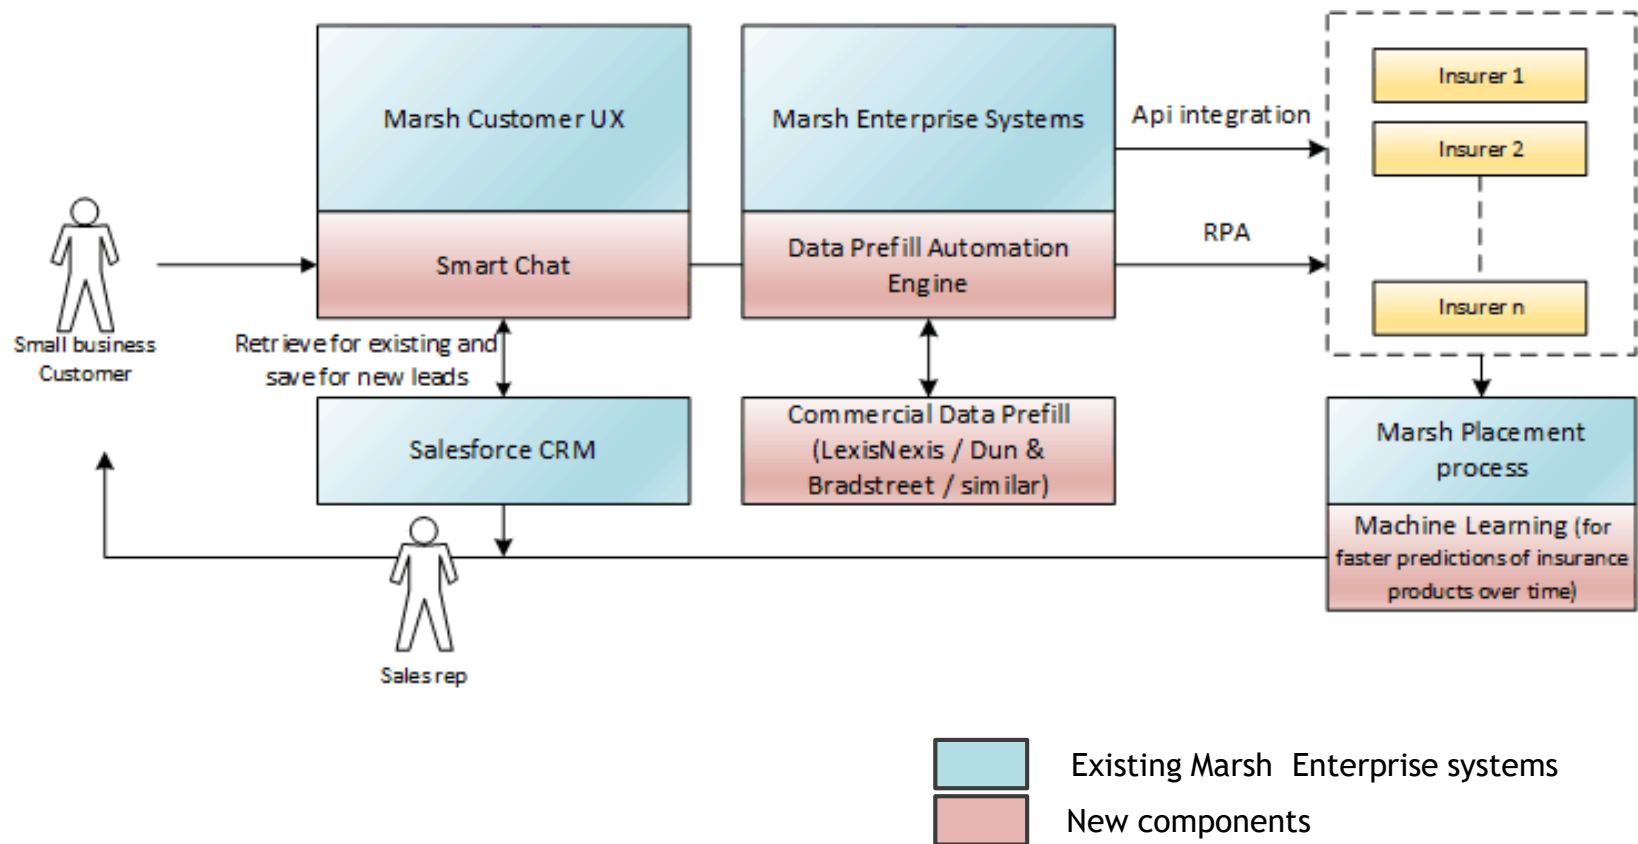 Marsh Customer UX
Smart Chat
Marsh Enterprise Systems
Data Prefill Automation
Engine
Api integration
RPA
Insurer 1
Insurer 2
Insurer n
Small business
Customer
Retrieve for existing and
save for new leads
Salesforce CRM
Commercial Data Prefill
(LexisNexis / Dun &
Bradstreet / similar)
Marsh Placement
process
Machine Learning (for
faster predictions of insurance
products over time)
Sales rep
Existing Marsh Enterprise systems
New components